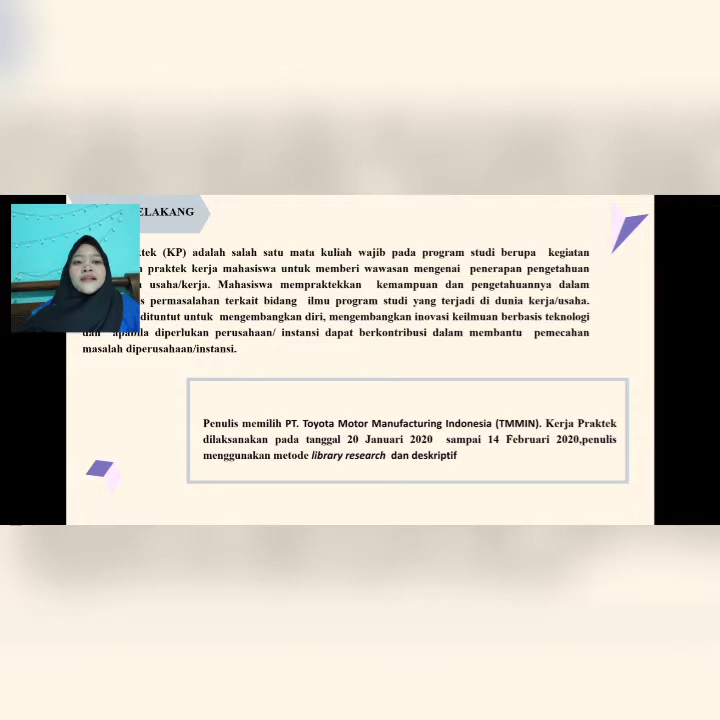 ELAKANG
(KP) adalah salah satu mata kuliah wajib pada program studi berupa kegiatan
praktek kerja mahasiswa untuk memberi wawasan mengenai penerapan pengetahuan
usaha/kerja. Mahasiswa mempraktekkan kemampuan dan pengetahuannya dalam
permasalahan terkait bidang ilmu program studi yang terjadi di dunia kerja/usaha.
dituntut untuk mengembangkan diri, mengembangkan inovasi keilmuan berbasis teknologi
dan apabila diperlukan perusahaan/ instansi dapat berkontribusi dalam membantu pemecahan
masalah diperusahaan/instansi.
Penulis memilih PT. Toyota Motor Manufacturing Indonesia (TMMIN). Kerja Praktek
dilaksanakan pada tanggal 20 Januari 2020 sampai 14 Februari 2020,penulis
menggunakan metode library research dan deskriptif